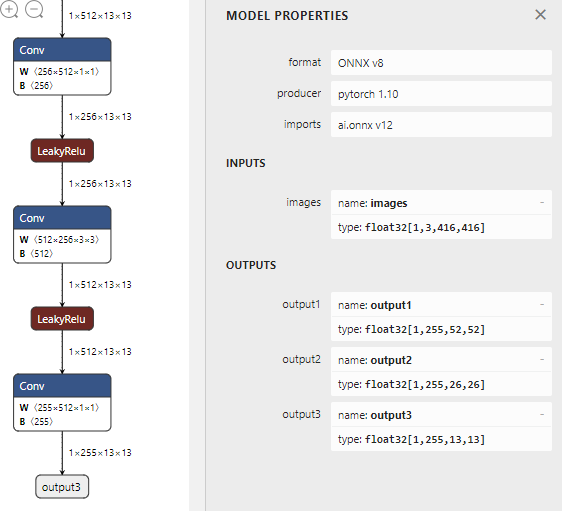 1×512×13×13
Conv
W ⟨256×512×1×1⟩
B ⟨256⟩
1×256×13×13
LeakyRelu
1×256×13×13
Conv
W ⟨512×256×3×3⟩
B ⟨512⟩
1×512×13×13
LeakyRelu
1×512×13×13
Conv
W ⟨255×512×1×1⟩
B ⟨255⟩
1×255×13×13
output3
MODEL PROPERTIES
format ONNX v8
producer pytorch 1.10
imports ai.onnx v12
INPUTS
images name: images -
type: float32[1,3,416,416]
OUTPUTS
output1 name: output1 -
type: float32[1,255,52,52]
output2 name: output2 -
type: float32[1,255,26,26]
output3 name: output3 -
type: float32[1,255,13,13]